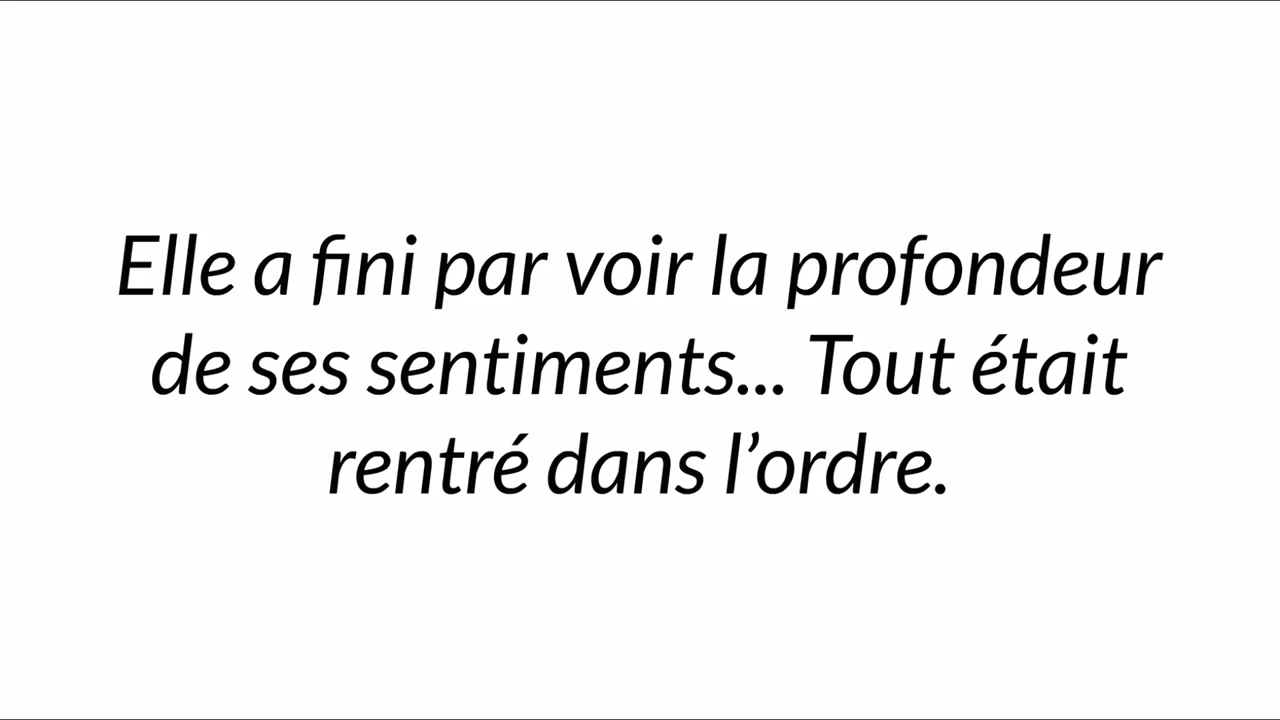 Elle a fini par voir la profondeur
de ses sentiments... Tout était
rentré dans l’ordre.